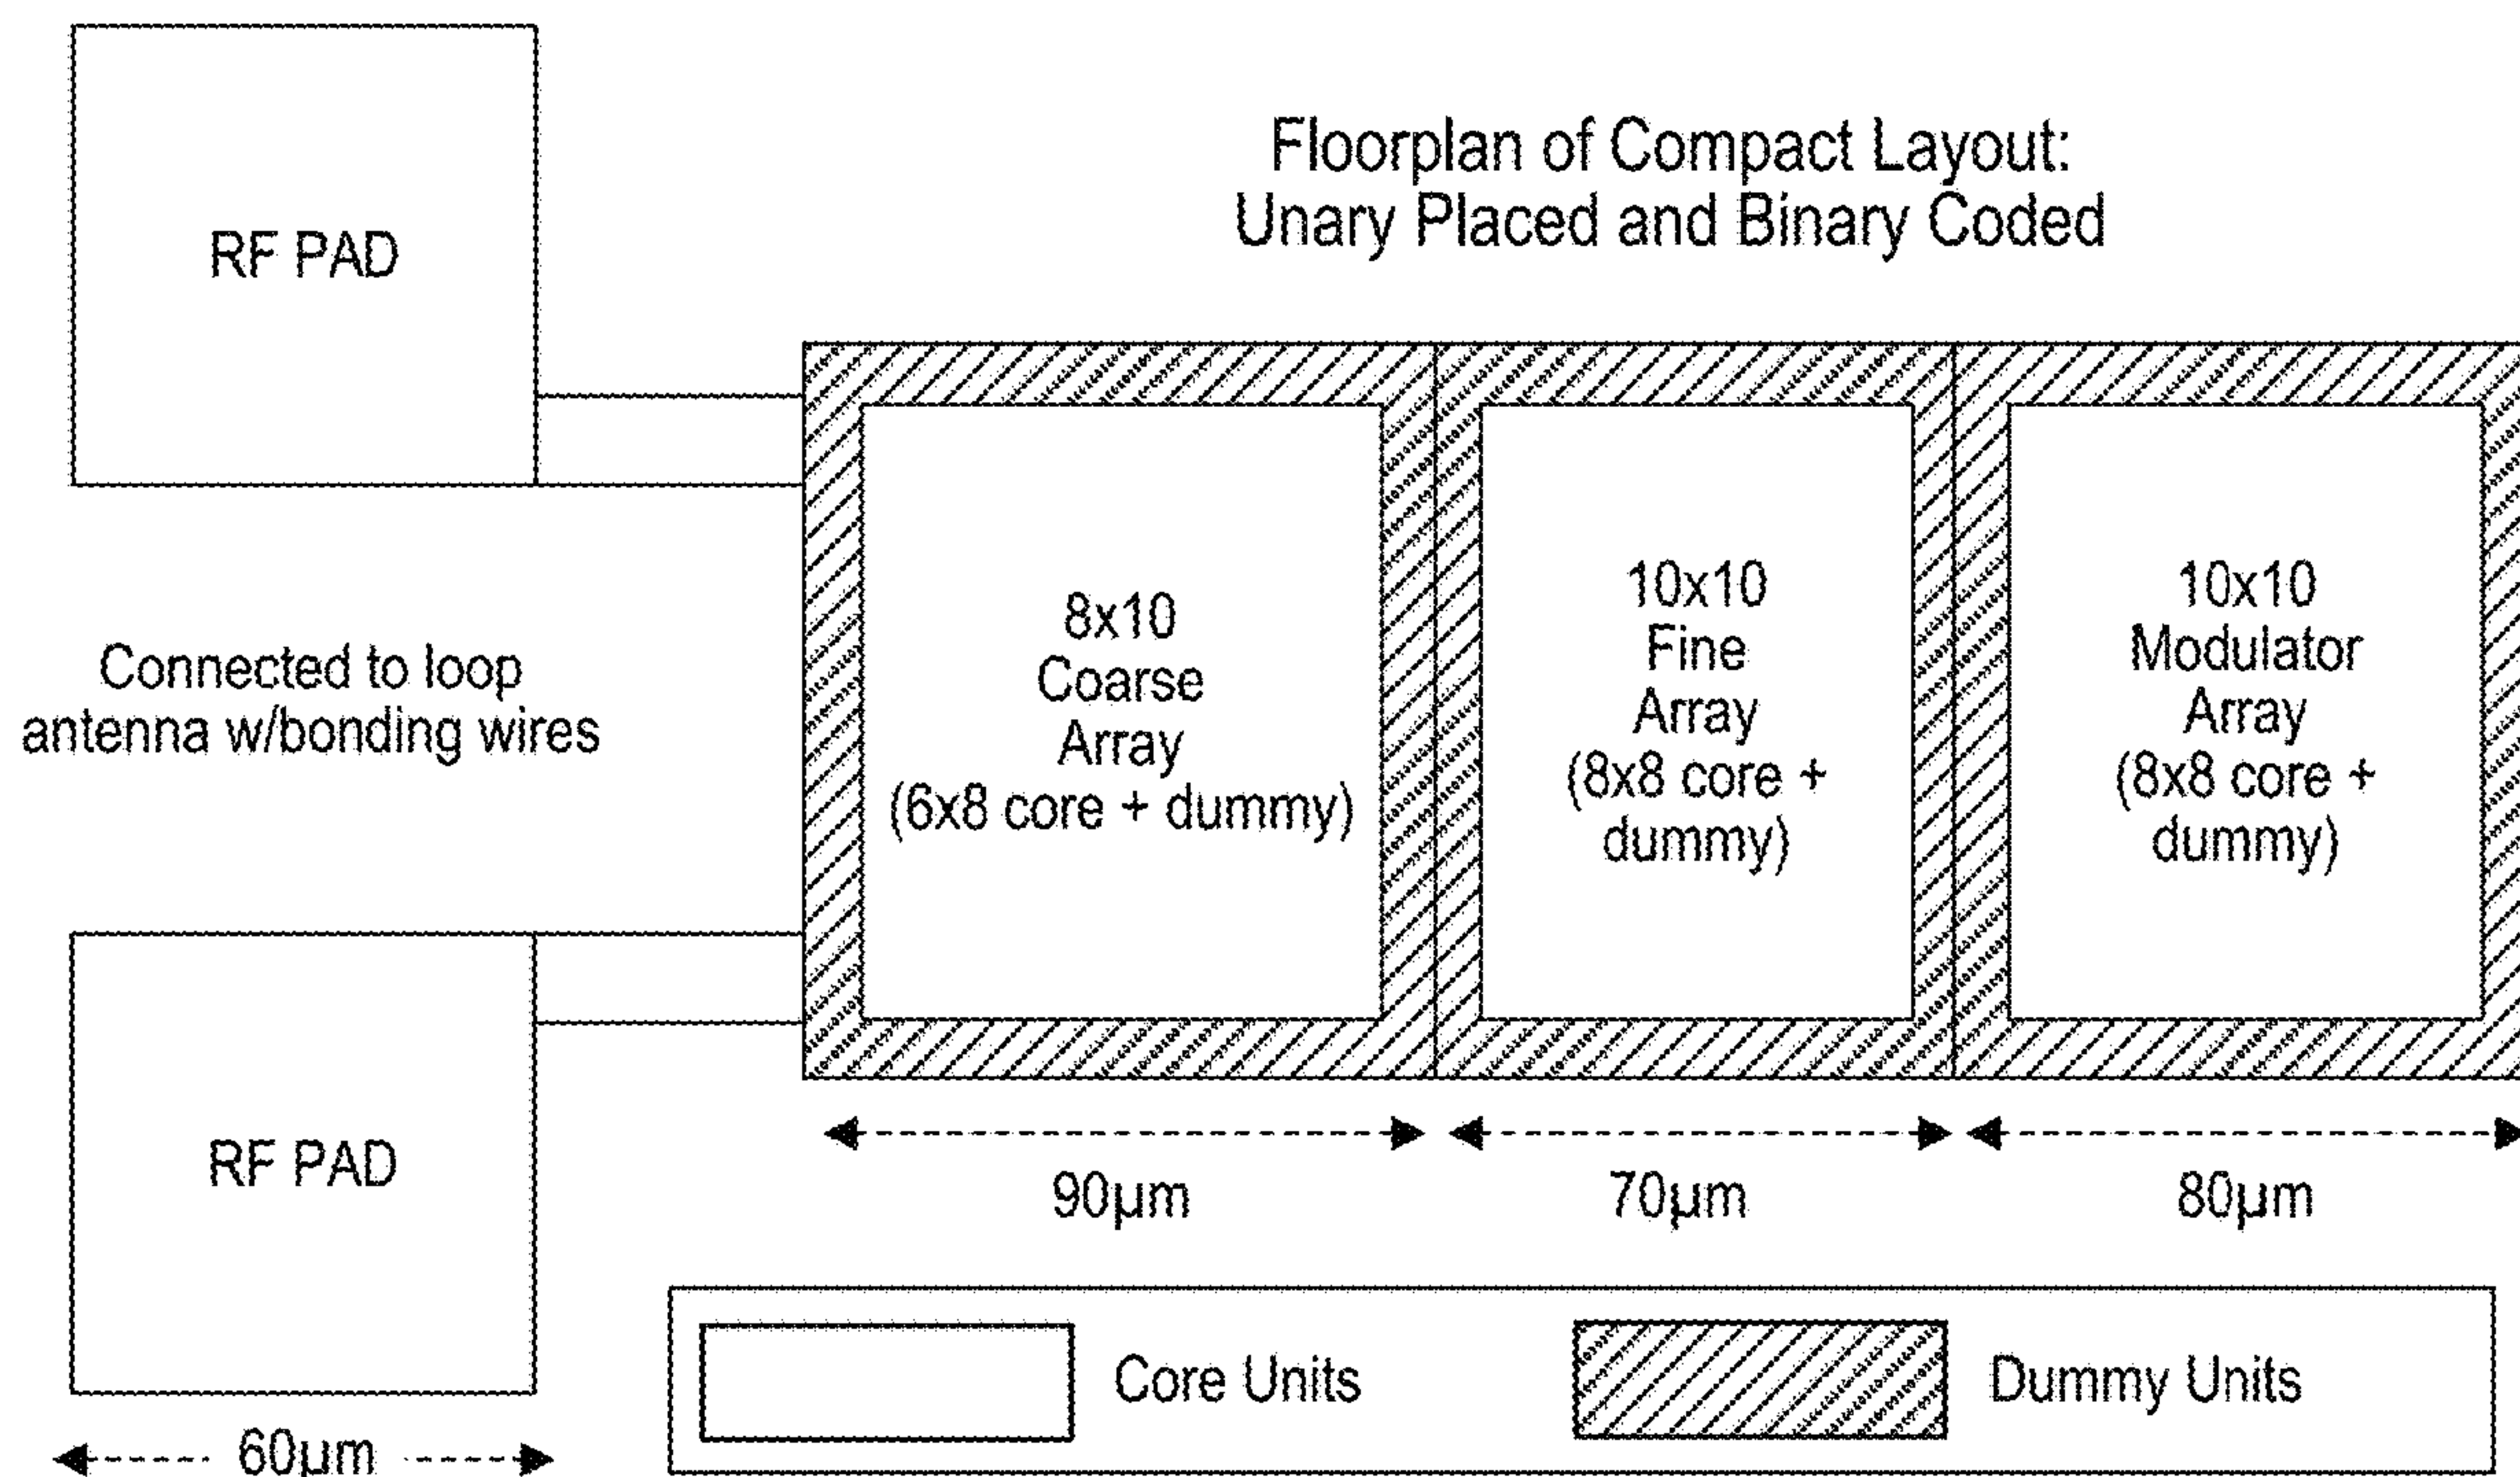 RF PAD
Floorplan of Compact Layout:
Unary Placed and Binary Coded
Connected to loop
antenna w/bonding wires
8x10
Coarse
Array
(6x8 core + dummy)
10x10
Fine
Array
(8x8 core +
dummy)
10x10
Modulator
Array
(8x8 core +
dummy)
RF PAD
90µm
70µm
80µm
Core Units
Dummy Units
60µm